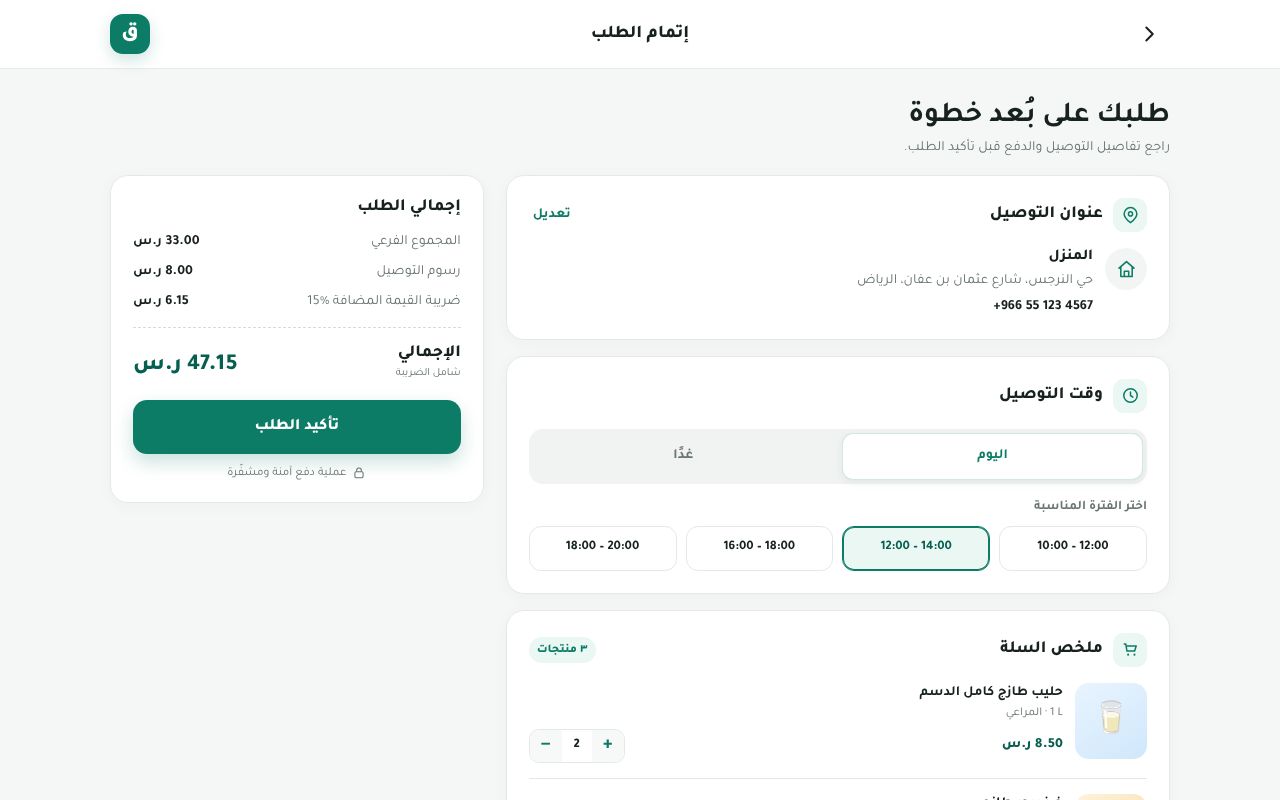 إتمام الطلب
ق
طلبك على بُعد خطوة
راجع تفاصيل التوصيل والدفع قبل تأكيد الطلب.
عنوان التوصيل
تعديل
المنزل
حي النرجس، شارع عثمان بن عفان، الرياض
+966 55 123 4567
وقت التوصيل
اليوم
غدًا
اختر الفترة المناسبة
10:00 – 12:00
12:00 – 14:00
16:00 – 18:00
18:00 – 20:00
ملخص السلة
٣ منتجات
حليب طازج كامل الدسم
المراعي · 1 L
8.50 ر.س
+ 2 −
إجمالي الطلب
المجموع الفرعي 33.00 ر.س
رسوم التوصيل 8.00 ر.س
ضريبة القيمة المضافة 15% 6.15 ر.س
الإجمالي 47.15 ر.س
شامل الضريبة
تأكيد الطلب
عملية دفع آمنة ومشفّرة